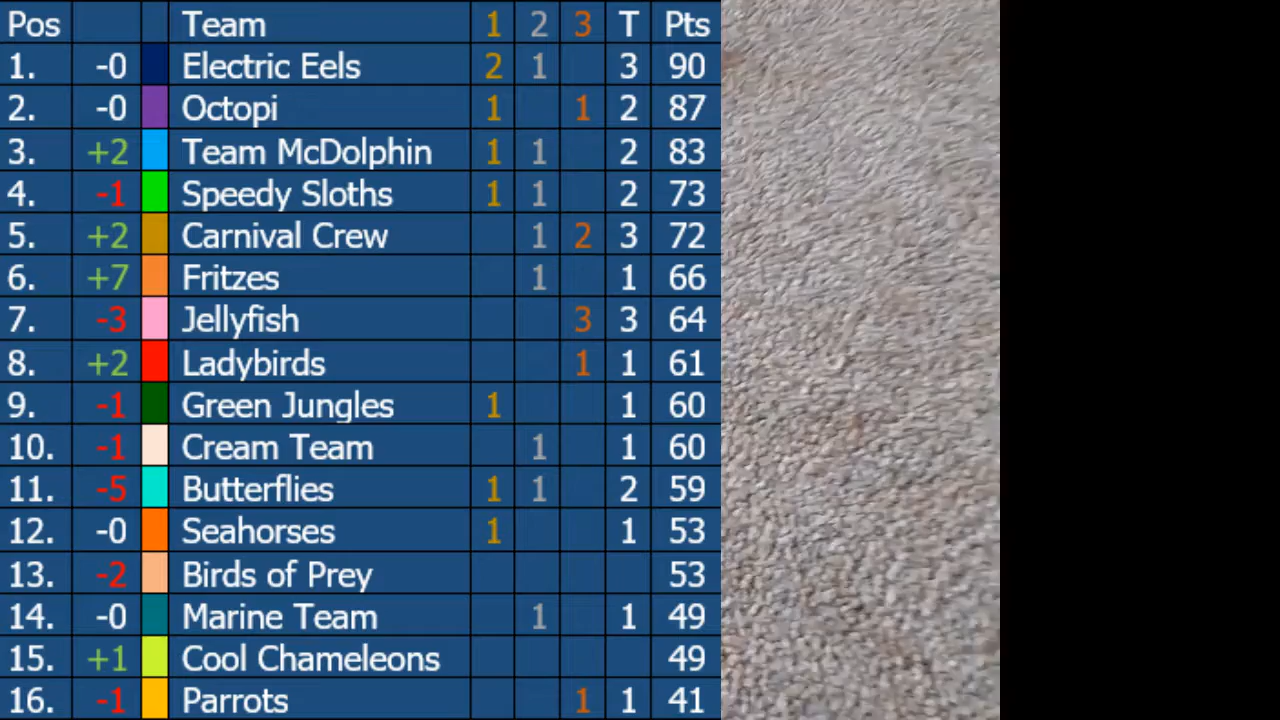 Pos Team 1 2 3 T Pts
1. -0 Electric Eels 2 1 3 90
2. -0 Octopi 1 1 2 87
3. +2 Team McDolphin 1 1 2 83
4. -1 Speedy Sloths 1 1 2 73
5. +2 Carnival Crew 1 2 3 72
6. +7 Fritzes 1 1 66
7. -3 Jellyfish 3 3 64
8. +2 Ladybirds 1 1 61
9. -1 Green Jungles 1 1 60
10. -1 Cream Team 1 1 60
11. -5 Butterflies 1 1 2 59
12. -0 Seahorses 1 1 53
13. -2 Birds of Prey 53
14. -0 Marine Team 1 1 49
15. +1 Cool Chameleons 49
16. -1 Parrots 1 1 41